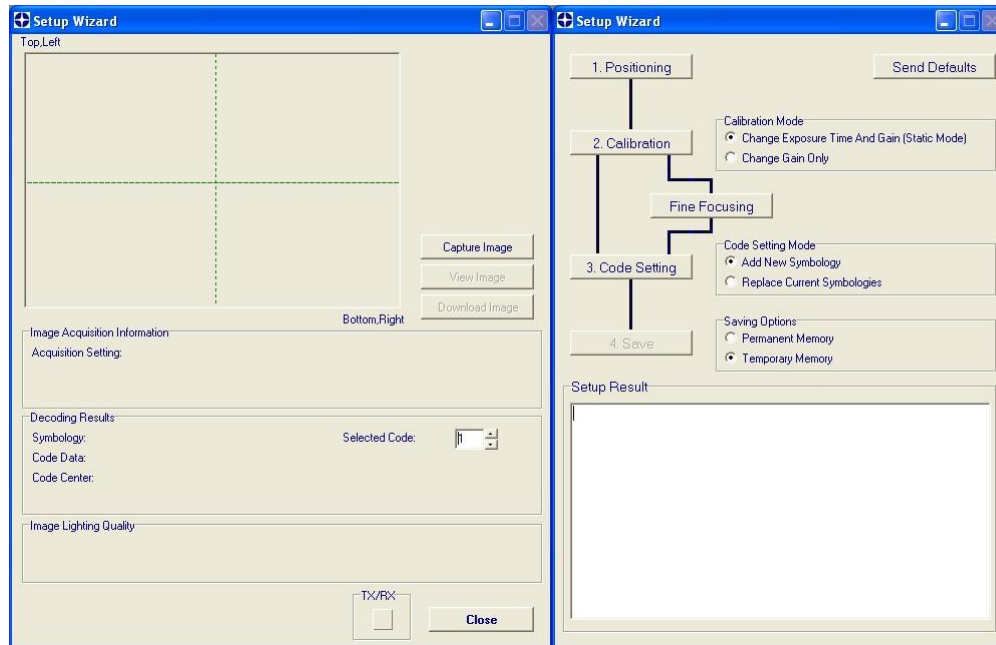 Setup Wizard
Top,Left
Capture Image
View Image
Download Image
Bottom,Right
Image Acquisition Information
Acquisition Setting:
Decoding Results
Symbology:
Selected Code:
1
Code Data:
Code Center:
Image Lighting Quality
TX/RX
Close
Setup Wizard
1. Positioning
Send Defaults
2. Calibration
Calibration Mode
Change Exposure Time And Gain (Static Mode)
Change Gain Only
Fine Focusing
3. Code Setting
Code Setting Mode
Add New Symbology
Replace Current Symbologies
4. Save
Saving Options
Permanent Memory
Temporary Memory
Setup Result